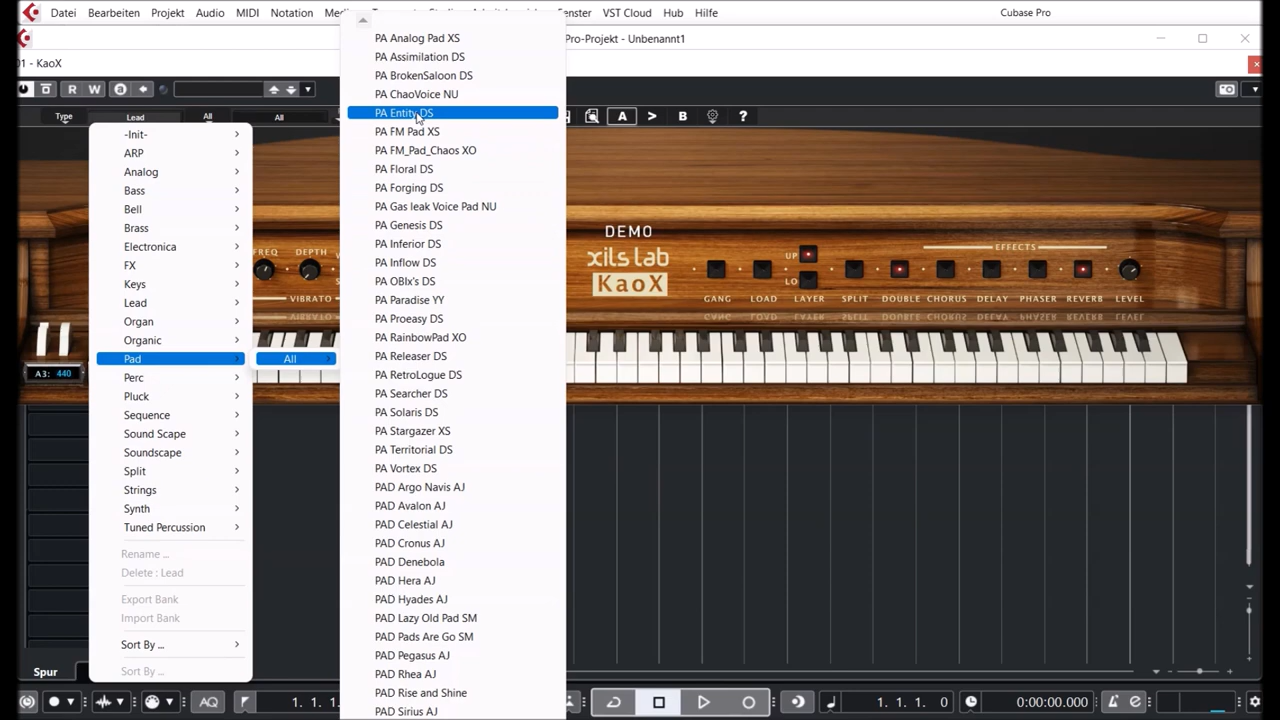 Datei Bearbeiten Projekt Audio MIDI Notation Fenster VST Cloud Hub Hilfe Cubase Pro
Pro-Projekt - Unbenannt1
01 - KaoX
R W
Type Lead All All A > B ?
-Init-
ARP
Analog
Bass
Bell
Brass
Electronica
FX
Keys
Lead
Organ
Organic
Pad
Perc
Pluck
Sequence
Sound Scape
Soundscape
Split
Strings
Synth
Tuned Percussion
Rename ...
Delete : Lead
Export Bank
Import Bank
Sort By ...
Sort By ...
All
PA Analog Pad XS
PA Assimilation DS
PA BrokenSaloon DS
PA ChaoVoice NU
PA Entity DS
PA FM Pad XS
PA FM_Pad_Chaos XO
PA Floral DS
PA Forging DS
PA Gas leak Voice Pad NU
PA Genesis DS
PA Inferior DS
PA Inflow DS
PA OBIx's DS
PA Paradise YY
PA Proeasy DS
PA RainbowPad XO
PA Releaser DS
PA RetroLogue DS
PA Searcher DS
PA Solaris DS
PA Stargazer XS
PA Territorial DS
PA Vortex DS
PAD Argo Navis AJ
PAD Avalon AJ
PAD Celestial AJ
PAD Cronus AJ
PAD Denebola
PAD Hera AJ
PAD Hyades AJ
PAD Lazy Old Pad SM
PAD Pads Are Go SM
PAD Pegasus AJ
PAD Rhea AJ
PAD Rise and Shine
PAD Sirius AJ
FREQ DEPTH
VIBRATO
DEMO
xils lab
KaoX
UP
LO
EFFECTS
GANG LOAD LAYER SPLIT DOUBLE CHORUS DELAY PHASER REVERB LEVEL
A3: 440
Spur
AQ 1. 1. 1. 1. 1. 1. 0 0:00:00.000